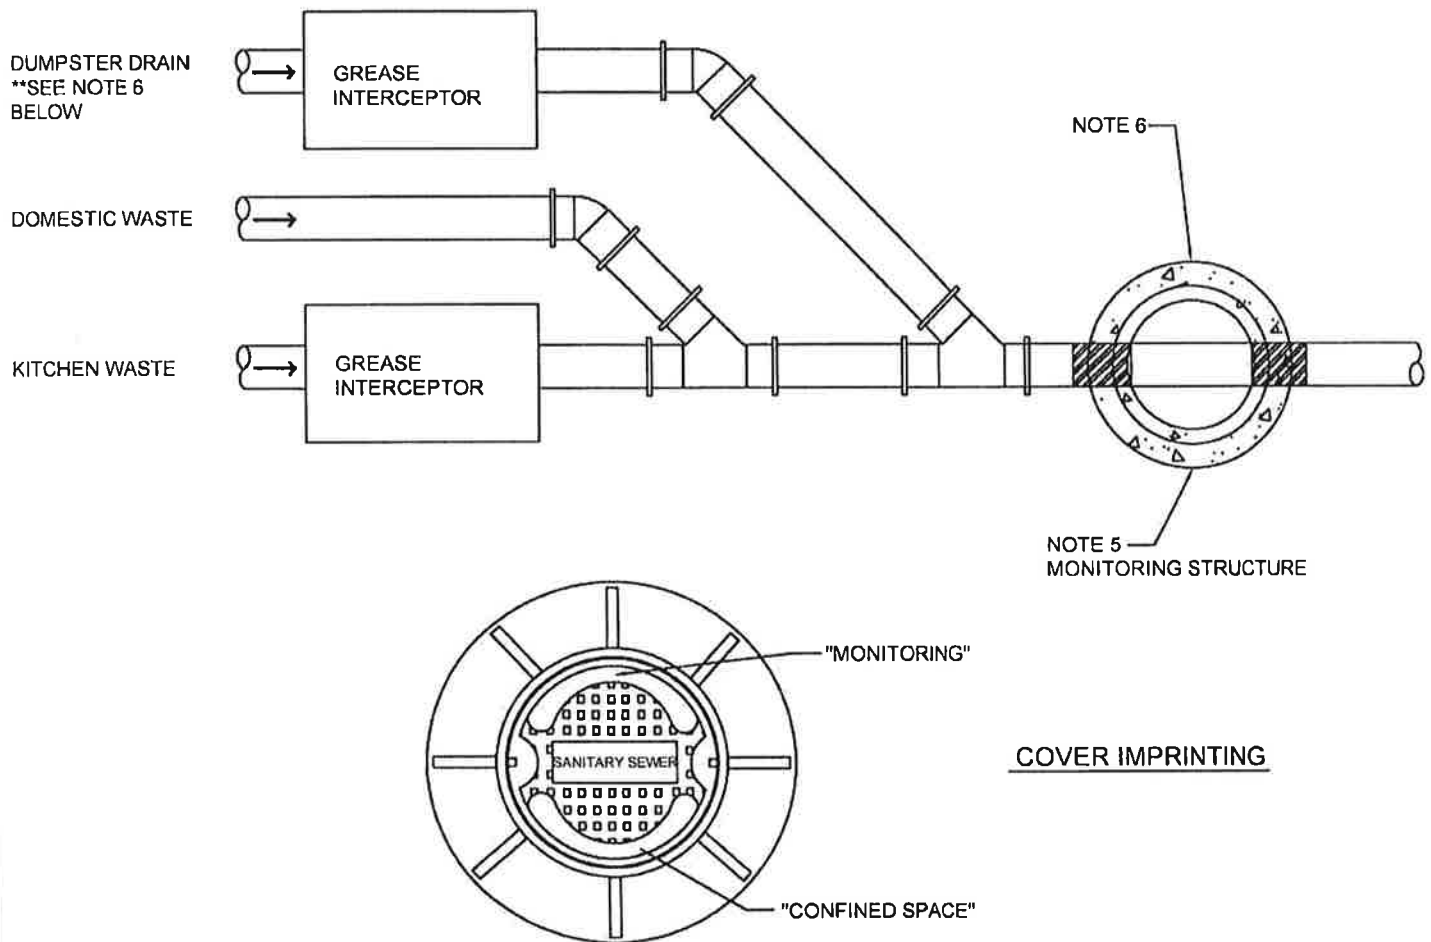 DUMPSTER DRAIN
**SEE NOTE 6
BELOW
GREASE
INTERCEPTOR
NOTE 6
DOMESTIC WASTE
KITCHEN WASTE
GREASE
INTERCEPTOR
NOTE 5
MONITORING STRUCTURE
"MONITORING"
SANITARY SEWER
COVER IMPRINTING
"CONFINED SPACE"